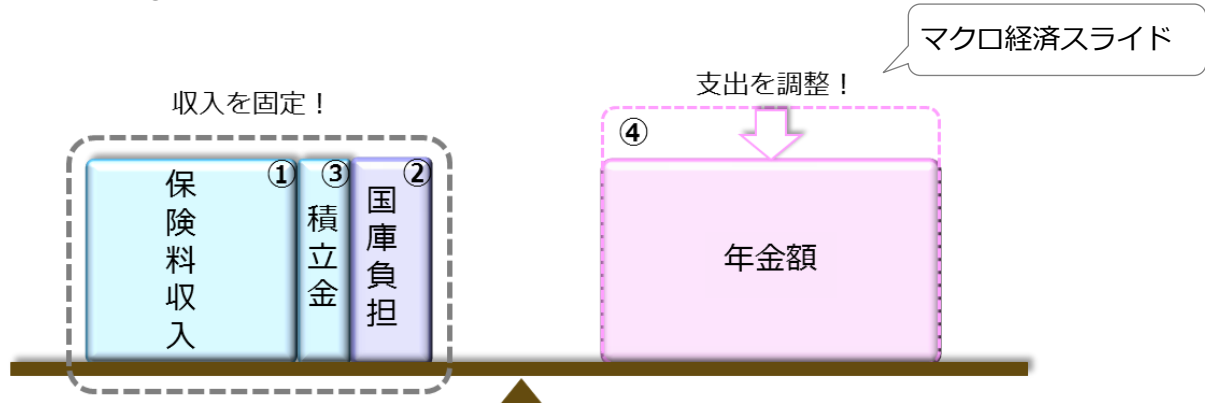 マクロ経済スライド
収入を固定！
支出を調整！
①
保険料収入
③
積立金
②
国庫負担
④
年金額